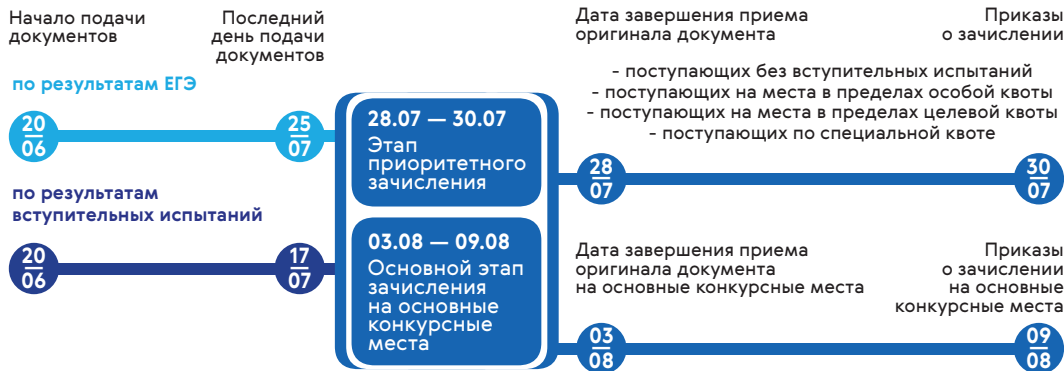 Начало подачи
документов
Последний
день подачи
документов
по результатам ЕГЭ
20
06
25
07
по результатам
вступительных испытаний
20
06
17
07
28.07 — 30.07
Этап
приоритетного
зачисления
03.08 — 09.08
Основной этап
зачисления
на основные
конкурсные
места
Дата завершения приема
оригинала документа
Приказы
о зачислении
- поступающих без вступительных испытаний
- поступающих на места в пределах особой квоты
- поступающих на места в пределах целевой квоты
- поступающих по специальной квоте
28
07
30
07
Дата завершения приема
оригинала документа
на основные конкурсные места
Приказы
о зачислении
на основные
конкурсные места
03
08
09
08